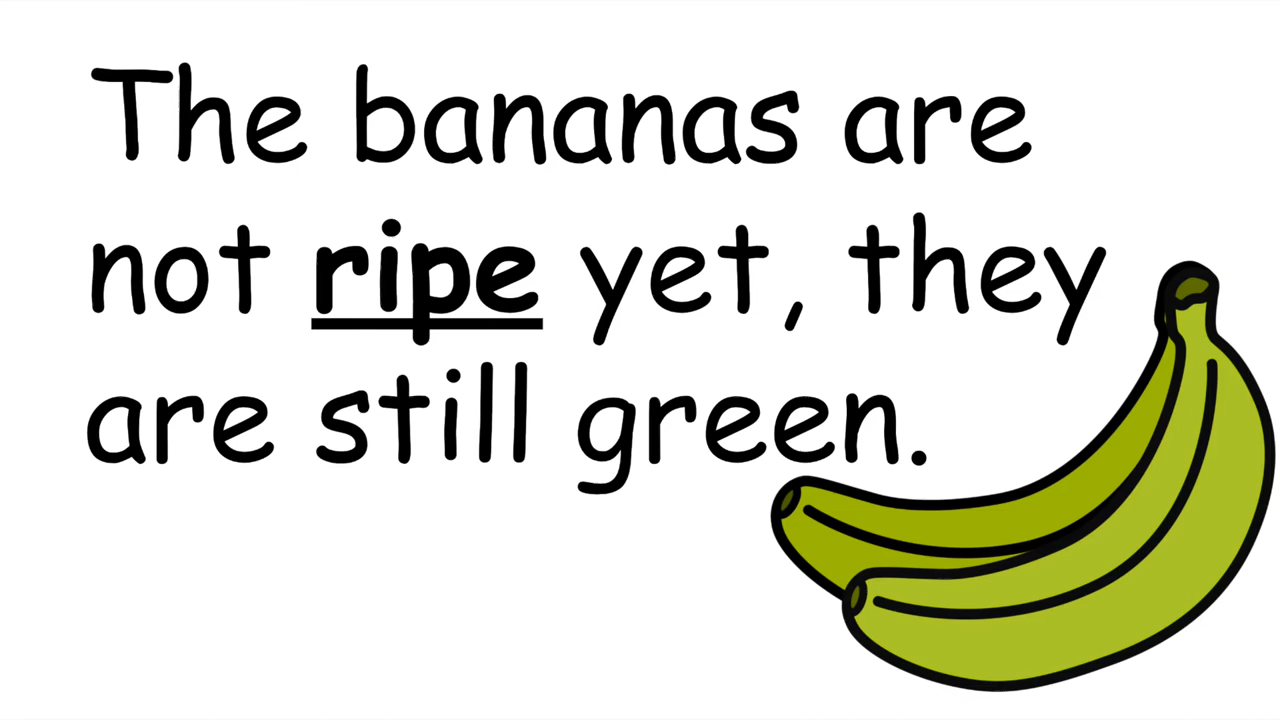 The bananas are
not ripe yet, they
are still green.